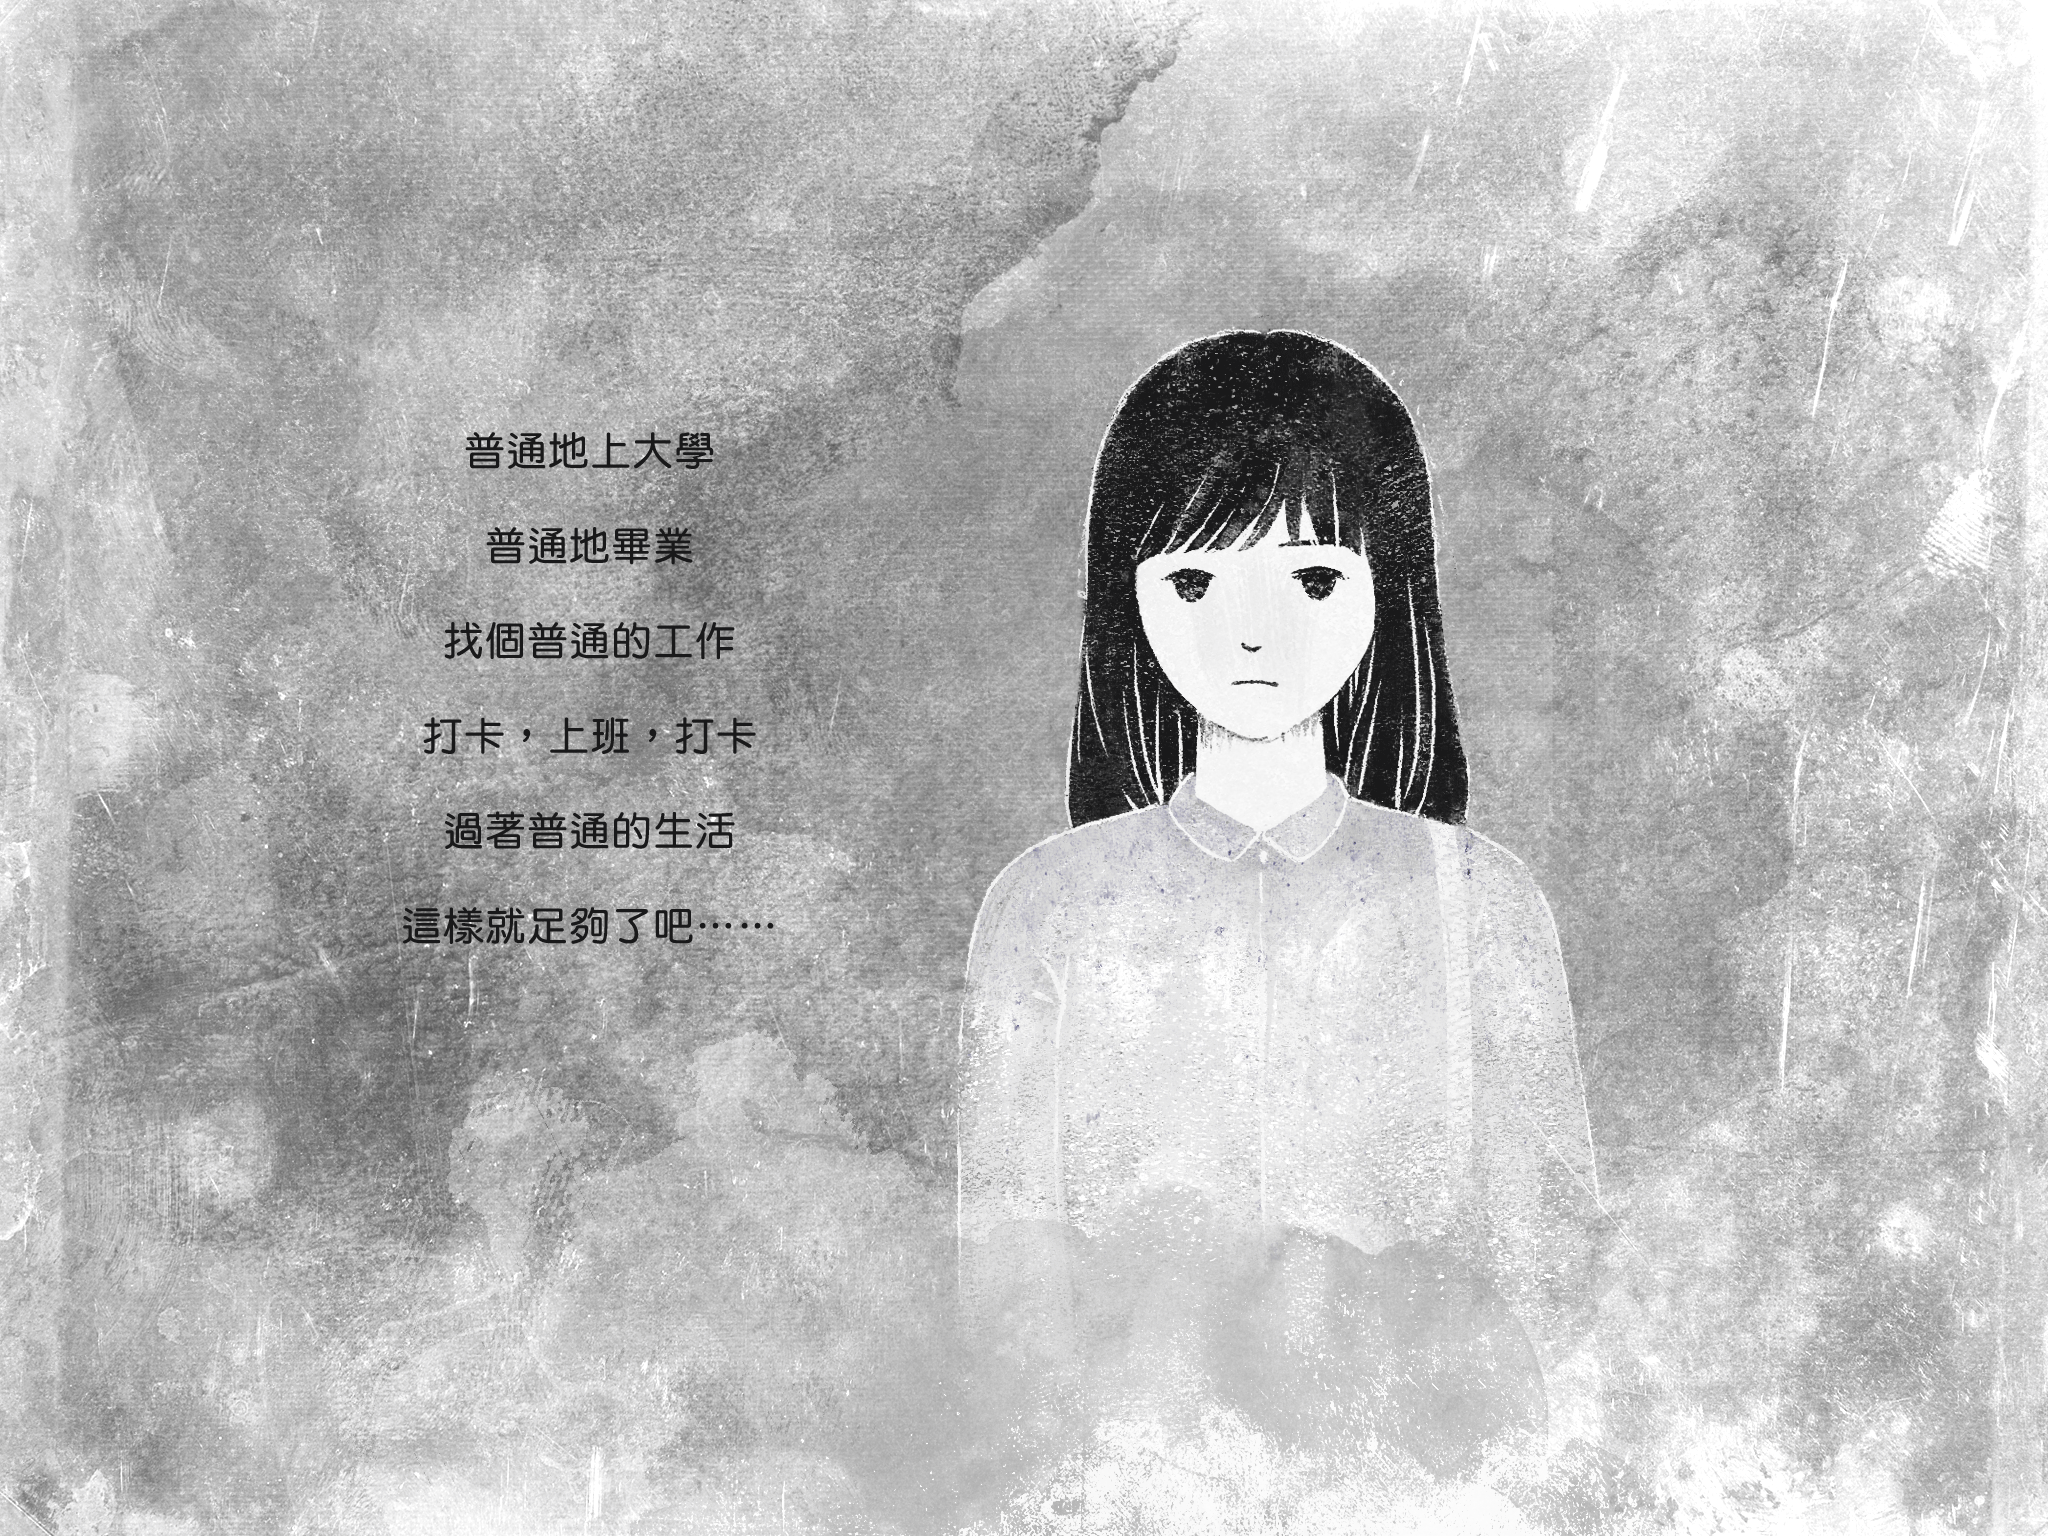 普通地上大學
普通地畢業
找個普通的工作
打卡，上班，打卡
過著普通的生活
這樣就足夠了吧⋯⋯